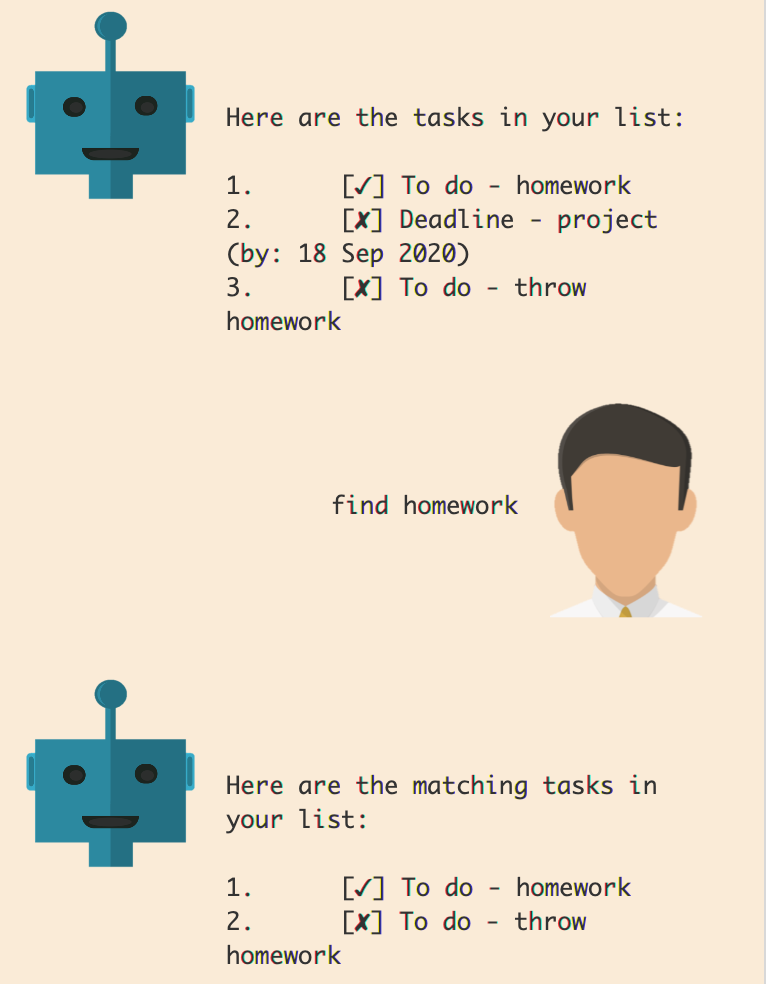 Here are the tasks in your list:
1. [✓] To do - homework
2. [✗] Deadline - project
(by: 18 Sep 2020)
3. [✗] To do - throw
homework
find homework
Here are the matching tasks in
your list:
1. [✓] To do - homework
2. [✗] To do - throw
homework